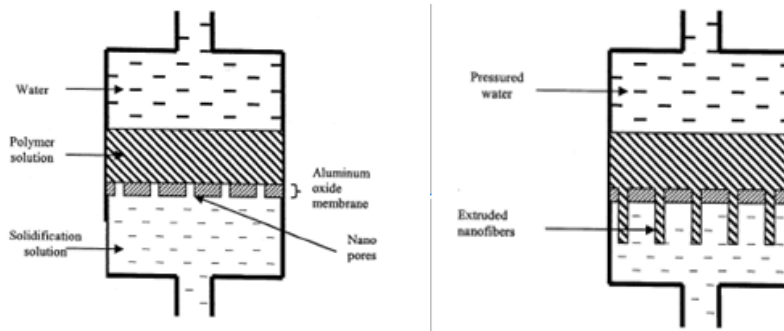 Water
Polymer
solution
Aluminum
oxide
membrane
Solidification
solution
Nano
pores
Pressured
water
Extruded
nanofibers